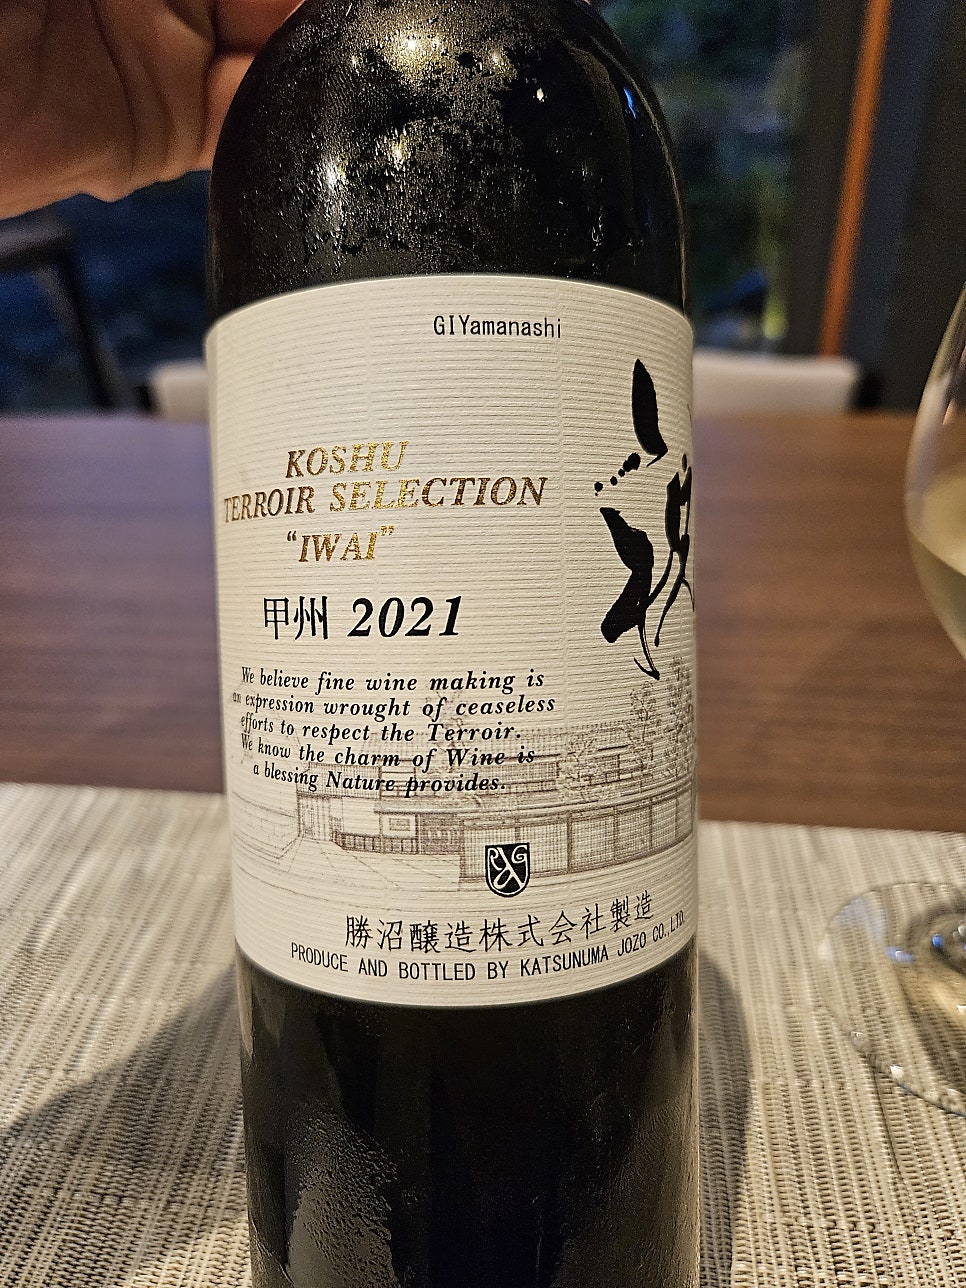 GIYamanashi
KOSHU
TERROIR SELECTION
“IWAI”
甲州 2021
We believe fine wine making is
an expression wrought of ceaseless
efforts to respect the Terroir.
We know the charm of Wine is
a blessing Nature provides.
勝沼醸造株式会社製造
PRODUCE AND BOTTLED BY KATSUNUMA JOZO CO.,LTD.